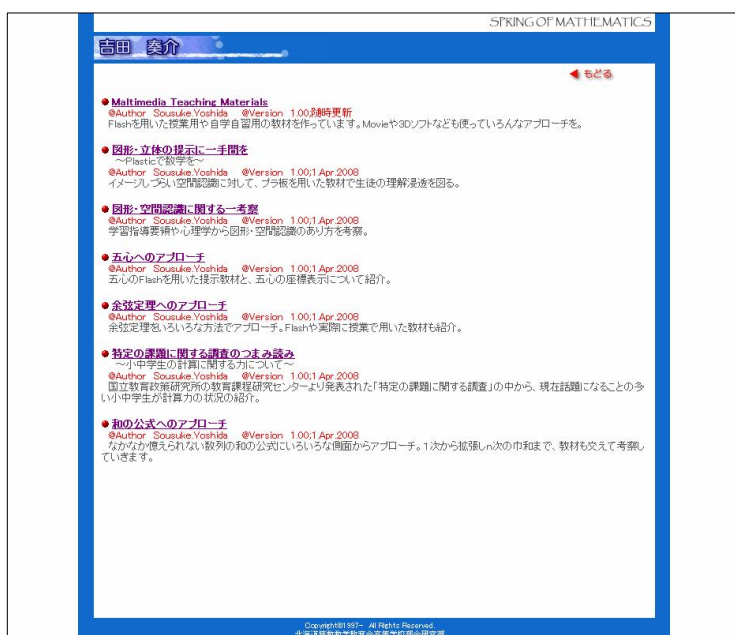 SPRING OF MATHEMATICS
吉田 奏介
もどる
Maltimedia Teaching Materials
@Author Sousuke.Yoshida @Version 1.00;随時更新
Flashを用いた授業用や自学自習用の教材を作っています。Movieや3Dソフトなども使っていろんなアプローチを。
図形・立体の提示に一手間を
～Plasticで数学を～
@Author Sousuke.Yoshida @Version 1.00;1.Apr.2008
イメージしづらい空間認識に対して、プラ板を用いた教材で生徒の理解浸透を図る。
図形・空間認識に関する一考察
@Author Sousuke.Yoshida @Version 1.00;1.Apr.2008
学習指導要領や心理学から図形・空間認識のあり方を考察。
五心へのアプローチ
@Author Sousuke.Yoshida @Version 1.00;1.Apr.2008
五心のFlashを用いた提示教材と、五心の座標表示について紹介。
余弦定理へのアプローチ
@Author Sousuke.Yoshida @Version 1.00;1.Apr.2008
余弦定理をいろいろな方法でアプローチ。Flashや実際に授業で用いた教材も紹介。
特定の課題に関する調査のつまみ読み
～小中学生の計算に関する力について～
@Author Sousuke.Yoshida @Version 1.00;1.Apr.2008
国立教育政策研究所の教育課程研究センターより発表された「特定の課題に関する調査」の中から、現在話題になることの多
い小中学生が計算力の状況の紹介。
和の公式へのアプローチ
@Author Sousuke.Yoshida @Version 1.00;1.Apr.2008
なかなか憶えられない数列の和の公式にいろいろな側面からアプローチ。1次から拡張しn次の巾和まで、教材も交えて考察し
ていきます。
Copyright©1997- All Rights Reserved.
北海道算数数学教育会高等学校部会研究部